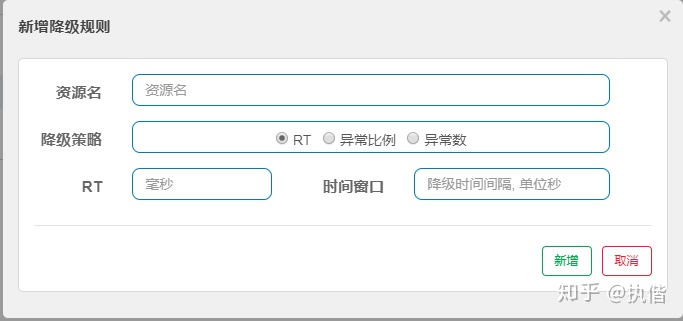 新增降级规则 ×
资源名 资源名
降级策略 RT 异常比例 异常数
RT 毫秒 时间窗口 降级时间间隔, 单位秒
新增 取消
知乎 @执偕